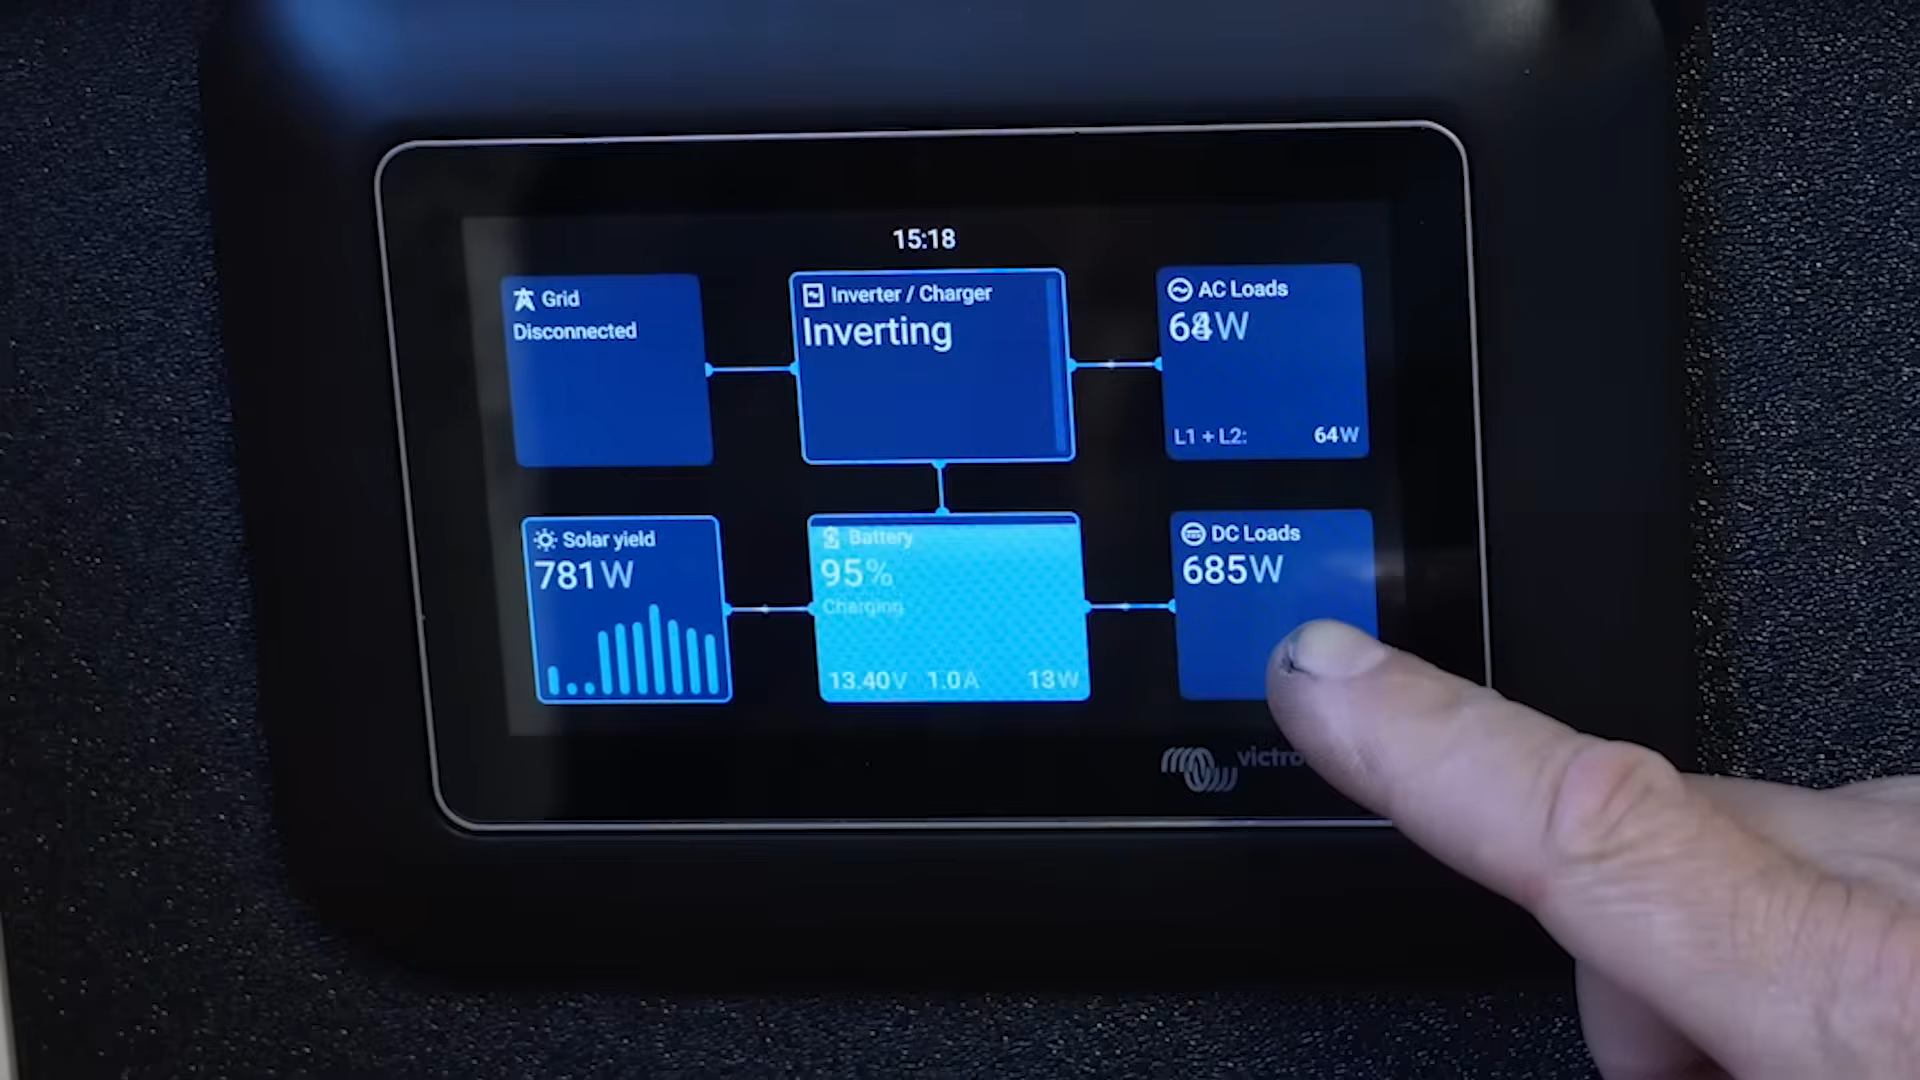 15:18
Grid
Disconnected
Inverter / Charger
Inverting
AC Loads
L1 + L2: 64W
Solar yield
781W
Battery
95%
Charging
13.40V 1.0A 13W
DC Loads
685W